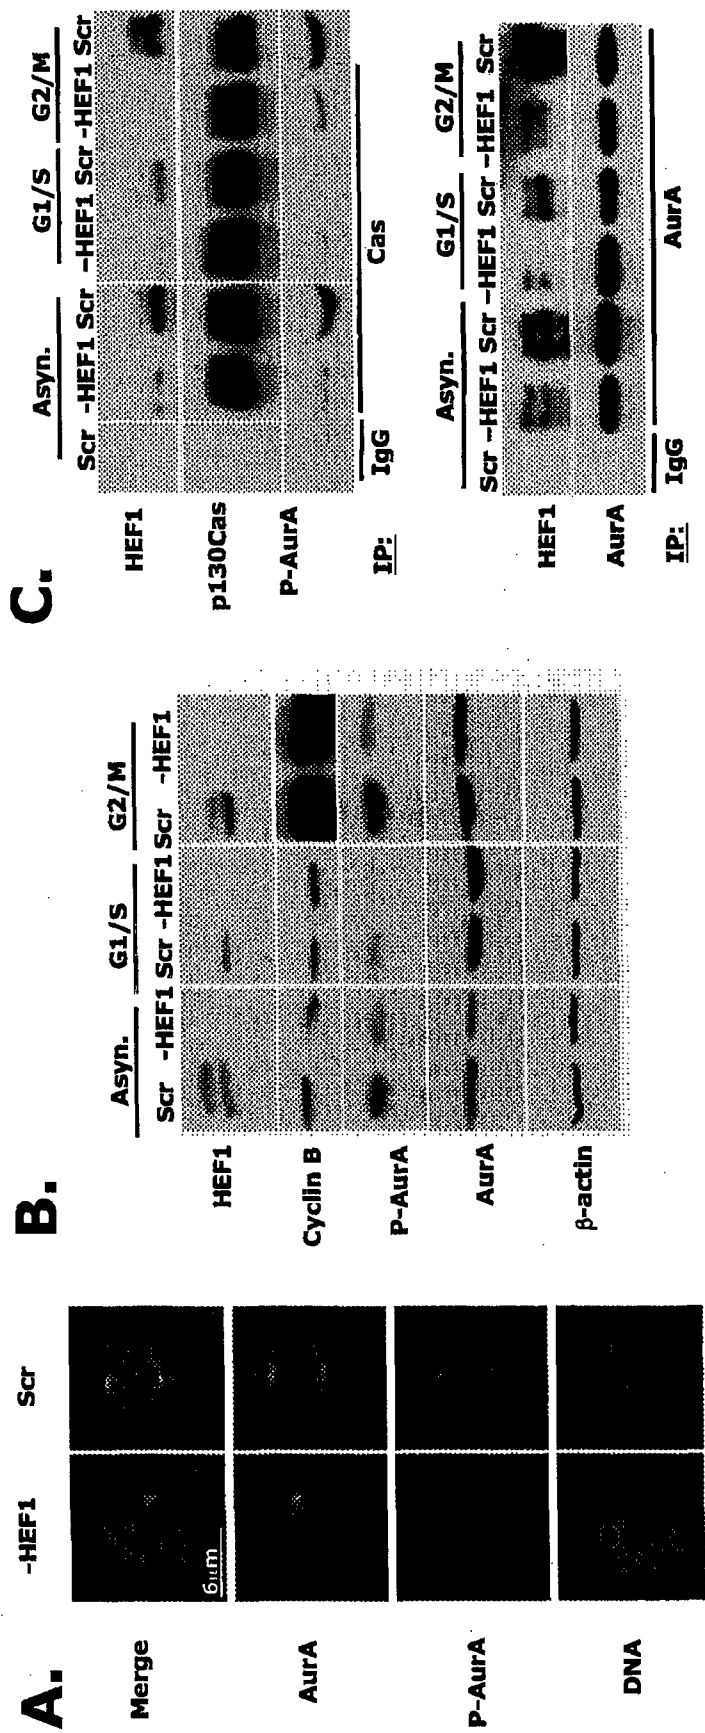 A.
-HEF1 Scr
Merge
6μm
AurA
P-AurA
DNA
B.
Asyn. G1/S G2/M
Scr -HEF1 Scr -HEF1 Scr -HEF1
HEF1
Cyclin B
P-AurA
AurA
β-actin
C.
Asyn. G1/S G2/M
Scr -HEF1 Scr -HEF1 Scr -HEF1 Scr
HEF1
p130Cas
P-AurA
IP: IgG Cas
Asyn. G1/S G2/M
Scr -HEF1 Scr -HEF1 Scr -HEF1 Scr
HEF1
AurA
IP: IgG AurA